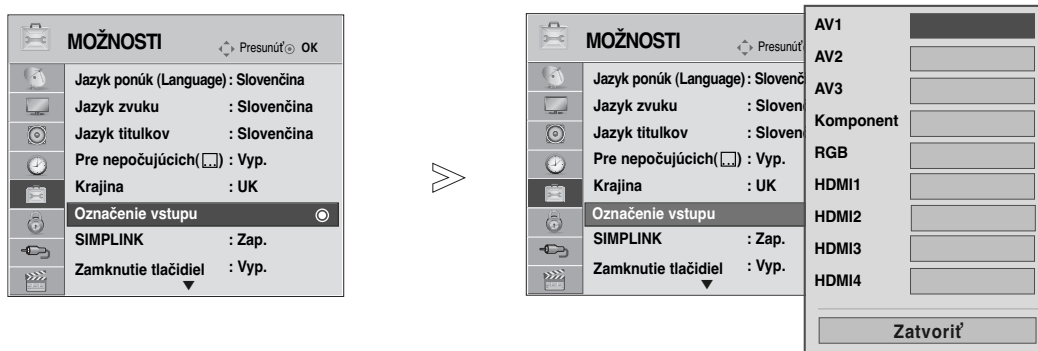 MOŽNOSTI Presunúť OK
Jazyk ponúk (Language) : Slovenčina
Jazyk zvuku : Slovenčina
Jazyk titulkov : Slovenčina
Pre nepočujúcich( ) : Vyp.
Krajina : UK
Označenie vstupu
SIMPLINK : Zap.
Zamknutie tlačidiel : Vyp.
MOŽNOSTI Presunúť
Jazyk ponúk (Language) : Slovenč
Jazyk zvuku : Sloven
Jazyk titulkov : Sloven
Pre nepočujúcich( ) : Vyp.
Krajina : UK
Označenie vstupu
SIMPLINK : Zap.
Zamknutie tlačidiel : Vyp.
AV1
AV2
AV3
Komponent
RGB
HDMI1
HDMI2
HDMI3
HDMI4
Zatvoriť